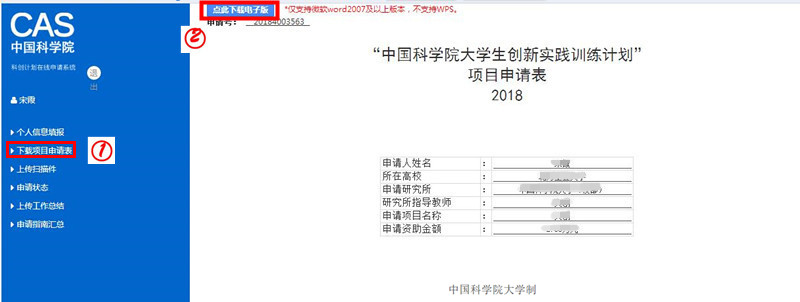 CAS
中国科学院
科创计划在线申请系统
退出
宋霞
个人信息填报
下载项目申请表
上传扫描件
申请状态
上传工作总结
申请指南汇总
①
②
点此下载电子版 *仅支持微软word2007及以上版本，不支持WPS。
申请号： 20184003563
“中国科学院大学生创新实践训练计划”
项目申请表
2018
申请人姓名 ：
所在高校 ：
申请研究所 ：
研究所指导教师 ：
申请项目名称 ：
申请资助金额 ：
中国科学院大学制